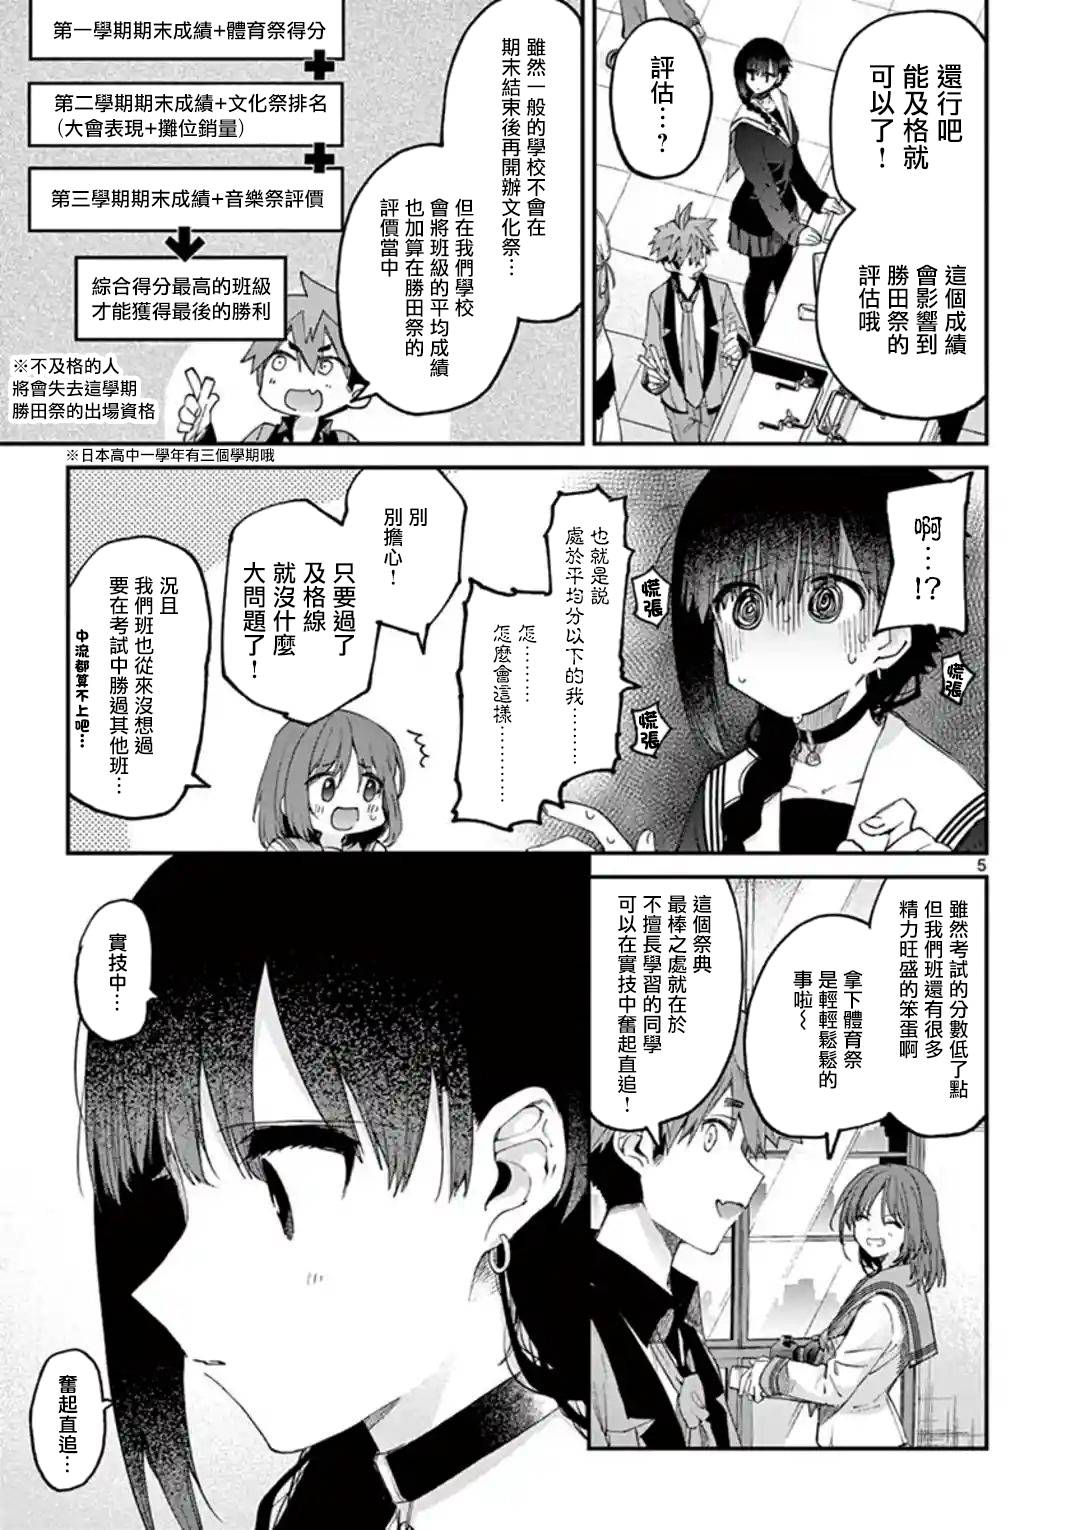 還行吧
能及格就
可以了！
這個成績
會影響到
勝田祭的
評估哦
評估…?
雖然一般的學校不會在
期末結束後再開辦文化祭…
但在我們學校
會將班級的平均成績
也加算在勝田祭的
評價當中
第一學期期末成績+體育祭得分
+
第二學期期末成績+文化祭排名
(大會表現+攤位銷量)
+
第三學期期末成績+音樂祭評價
綜合得分最高的班級
才能獲得最後的勝利
※不及格的人
將會失去這學期
勝田祭的出場資格
※日本高中一學年有三個學期哦
啊…!?
慌張
慌張
慌張
也就是說
處於平均分以下的我………
怎………
怎麼會這樣………
別
別擔心！
只要過了
及格線
就沒什麼
大問題了！
況且
我們班也從來沒想過
要在考試中勝過其他班…
中流都算不上吧…
5
雖然考試的分數低了點
但我們班還有很多
精力旺盛的笨蛋啊
拿下體育祭
是輕輕鬆鬆的
事啦～
這個祭典
最棒之處就在於
不擅長學習的同學
可以在實技中奮起直追！
實技中…
奮起直追…